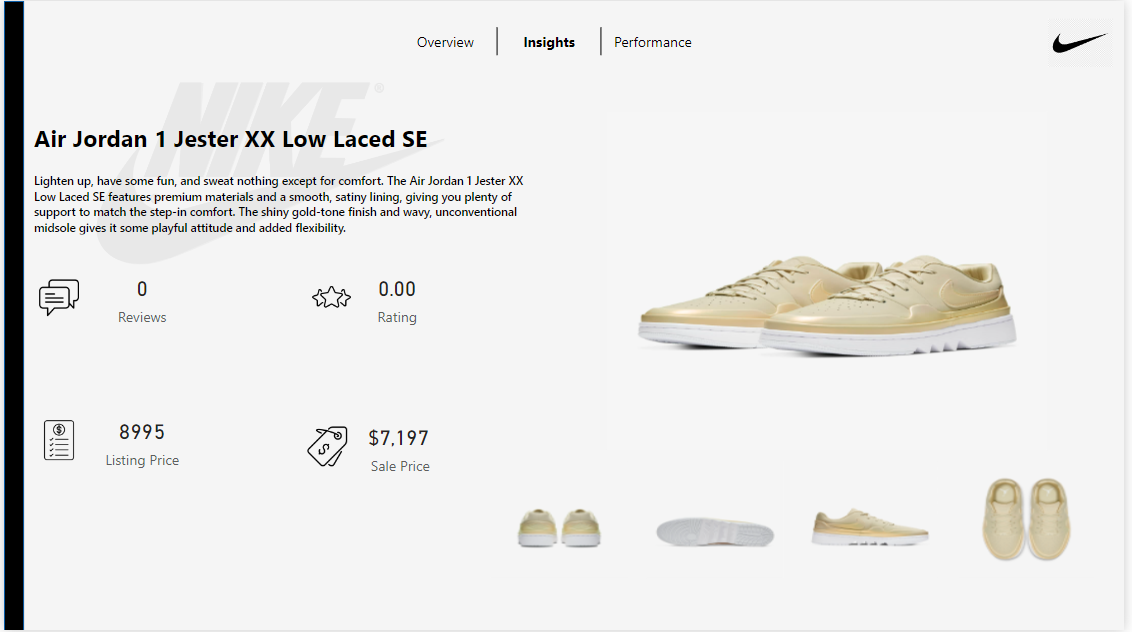 Overview
Insights
Performance
NIKE®
Air Jordan 1 Jester XX Low Laced SE
Lighten up, have some fun, and sweat nothing except for comfort. The Air Jordan 1 Jester XX
Low Laced SE features premium materials and a smooth, satiny lining, giving you plenty of
support to match the step-in comfort. The shiny gold-tone finish and wavy, unconventional
midsole gives it some playful attitude and added flexibility.
0
Reviews
0.00
Rating
8995
Listing Price
$7,197
Sale Price